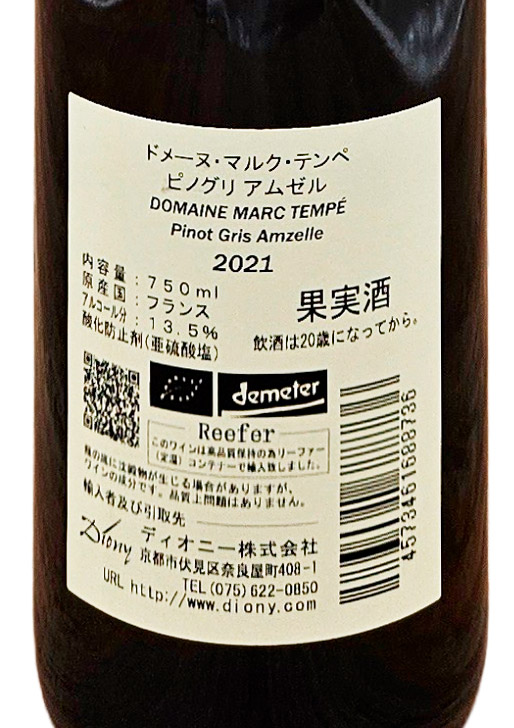 ドメーヌ・マルク・テンペ
ピノグリ アムゼル
DOMAINE MARC TEMPÉ
Pinot Gris Amzelle
2021
内容量:750ml
原産国:フランス
アルコール分:13.5%
酸化防止剤(亜硫酸塩)
果実酒
飲酒は20歳になってから。
demeter
Reefer
このワインは高品質保持の為リーファー
(定温)コンテナーで輸入致しました。
瓶の底に沈殿物が生じる場合がありますが、
ワインの成分です。品質上問題はありません。
輸入者及び引取先
Diony ディオニー株式会社
京都市伏見区奈良屋町408-1
TEL(075)622-0850
URL http://www.diony.com
4573461688736